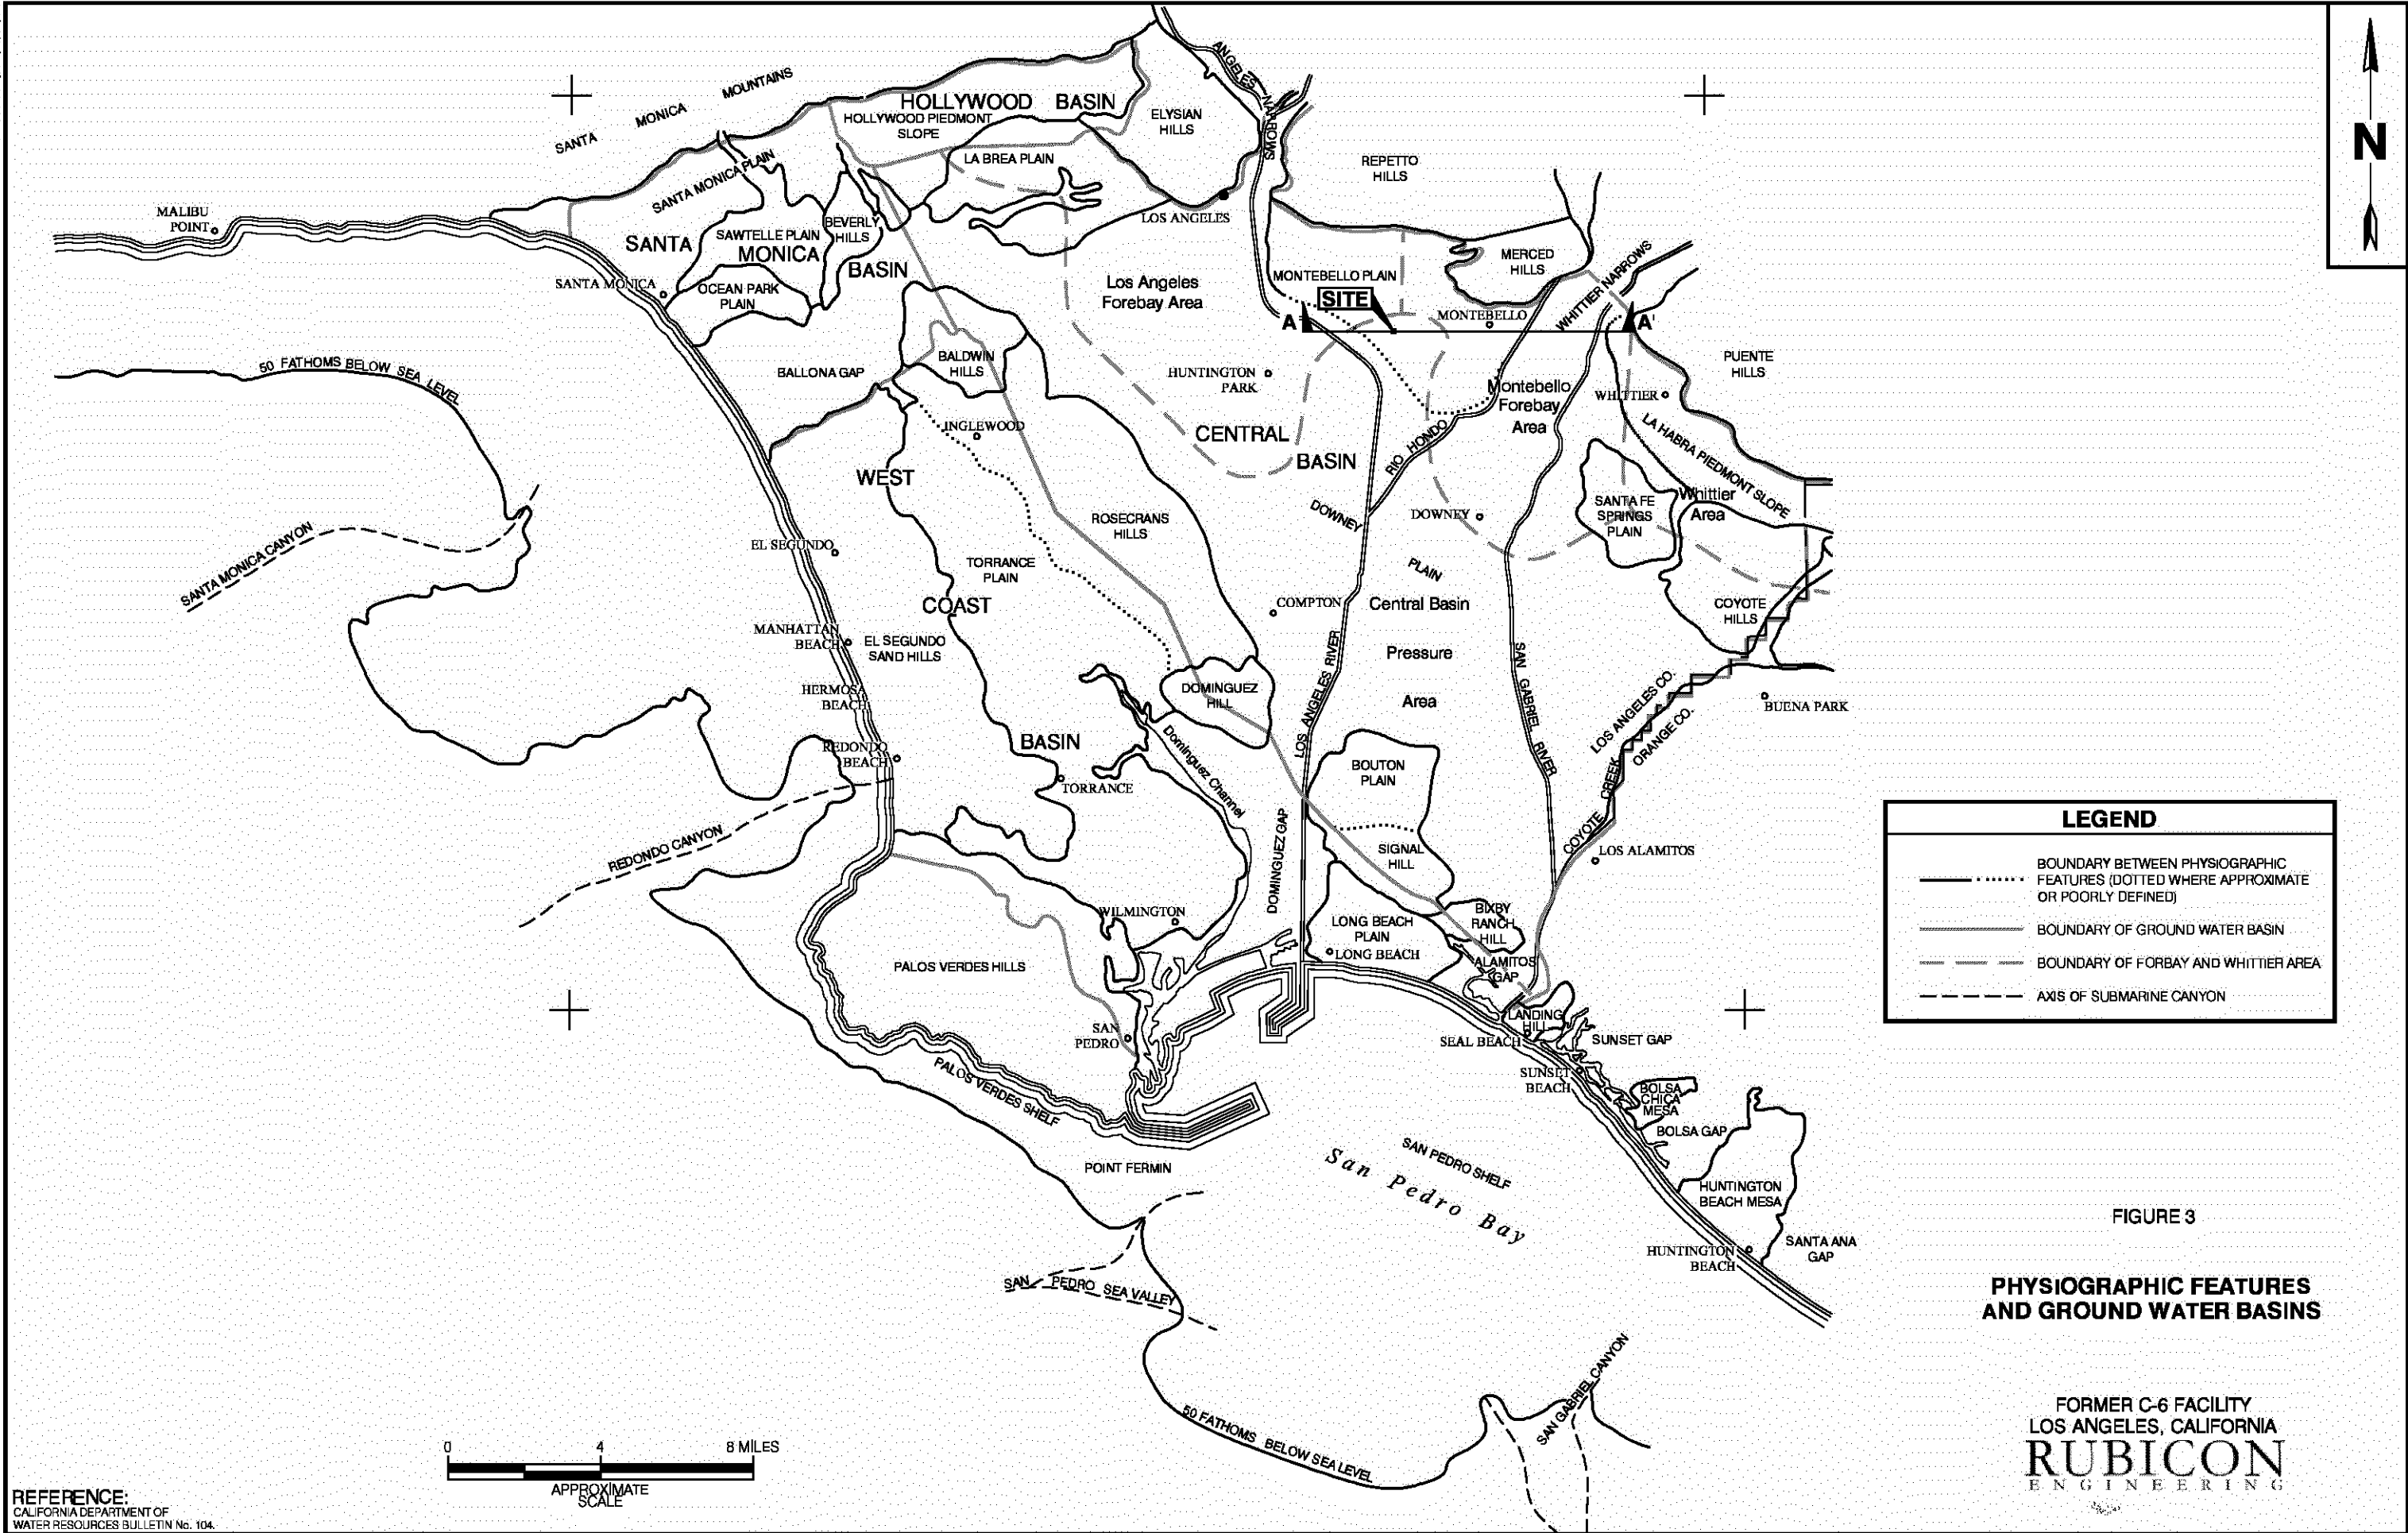 ANGELES NARROWS
SANTA MONICA MOUNTAINS
HOLLYWOOD BASIN
HOLLYWOOD PIEDMONT
SLOPE
ELYSIAN
HILLS
LA BREA PLAIN
REPETTO
HILLS
N
SANTA MONICA PLAIN
MALIBU
POINT
LOS ANGELES
BEVERLY
HILLS
SAWTELLE PLAIN
SANTA
MONICA
BASIN
MERCED
HILLS
WHITTIER NARROWS
MONTEBELLO PLAIN
Los Angeles
Forebay Area
SANTA MONICA
OCEAN PARK
PLAIN
SITE
A
MONTEBELLO
A'
50 FATHOMS BELOW SEA LEVEL
BALLONA GAP
BALDWIN
HILLS
HUNTINGTON
PARK
PUENTE
HILLS
Montebello
Forebay
Area
WHITTIER
INGLEWOOD
CENTRAL
BASIN
RIO HONDO
LA HABRA PIEDMONT SLOPE
WEST
SANTA FE
SPRINGS
PLAIN
Whittier
Area
ROSECRANS
HILLS
DOWNEY
DOWNEY
SANTA MONICA CANYON
EL SEGUNDO
TORRANCE
PLAIN
PLAIN
COAST
COMPTON
Central Basin
Pressure
Area
COYOTE
HILLS
MANHATTAN
BEACH
EL SEGUNDO
SAND HILLS
LOS ANGELES RIVER
SAN GABRIEL RIVER
HERMOSA
BEACH
DOMINGUEZ
HILL
LOS ANGELES CO.
ORANGE CO.
BUENA PARK
REDONDO
BEACH
BASIN
Dominguez Channel
BOUTON
PLAIN
TORRANCE
COYOTE CREEK
REDONDO CANYON
DOMINGUEZ GAP
SIGNAL
HILL
LOS ALAMITOS
WILMINGTON
LONG BEACH
PLAIN
LONG BEACH
BIXBY
RANCH
HILL
ALAMITOS
GAP
PALOS VERDES HILLS
SAN
PEDRO
LANDING
HILL
SEAL BEACH
SUNSET GAP
SUNSET
BEACH
PALOS VERDES SHELF
BOLSA
CHICA
MESA
BOLSA GAP
POINT FERMIN
SAN PEDRO SHELF
San Pedro Bay
HUNTINGTON
BEACH MESA
HUNTINGTON
BEACH
SANTA ANA
GAP
SAN PEDRO SEA VALLEY
SAN GABRIEL CANYON
50 FATHOMS BELOW SEA LEVEL
LEGEND
BOUNDARY BETWEEN PHYSIOGRAPHIC
FEATURES (DOTTED WHERE APPROXIMATE
OR POORLY DEFINED)
BOUNDARY OF GROUND WATER BASIN
BOUNDARY OF FORBAY AND WHITTIER AREA
AXIS OF SUBMARINE CANYON
FIGURE 3
PHYSIOGRAPHIC FEATURES
AND GROUND WATER BASINS
FORMER C-6 FACILITY
LOS ANGELES, CALIFORNIA
RUBICON
ENGINEERING
0 4 8 MILES
APPROXIMATE
SCALE
REFERENCE:
CALIFORNIA DEPARTMENT OF
WATER RESOURCES BULLETIN No. 104.